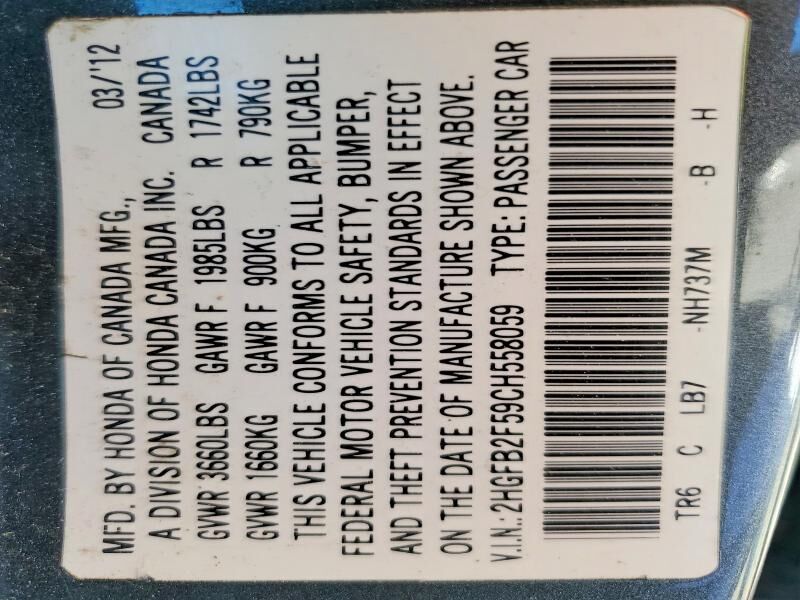 MFD. BY HONDA OF CANADA MFG., 03/'12
A DIVISION OF HONDA CANADA INC. CANADA
GVWR 3660LBS GAWR F 1985LBS R 1742LBS
GVWR 1660KG GAWR F 900KG R 790KG
THIS VEHICLE CONFORMS TO ALL APPLICABLE
FEDERAL MOTOR VEHICLE SAFETY, BUMPER,
AND THEFT PREVENTION STANDARDS IN EFFECT
ON THE DATE OF MANUFACTURE SHOWN ABOVE.
V.I.N.: 2HGFB2F59CH558059 TYPE: PASSENGER CAR
TR6 C LB7 -NH737M -B -H